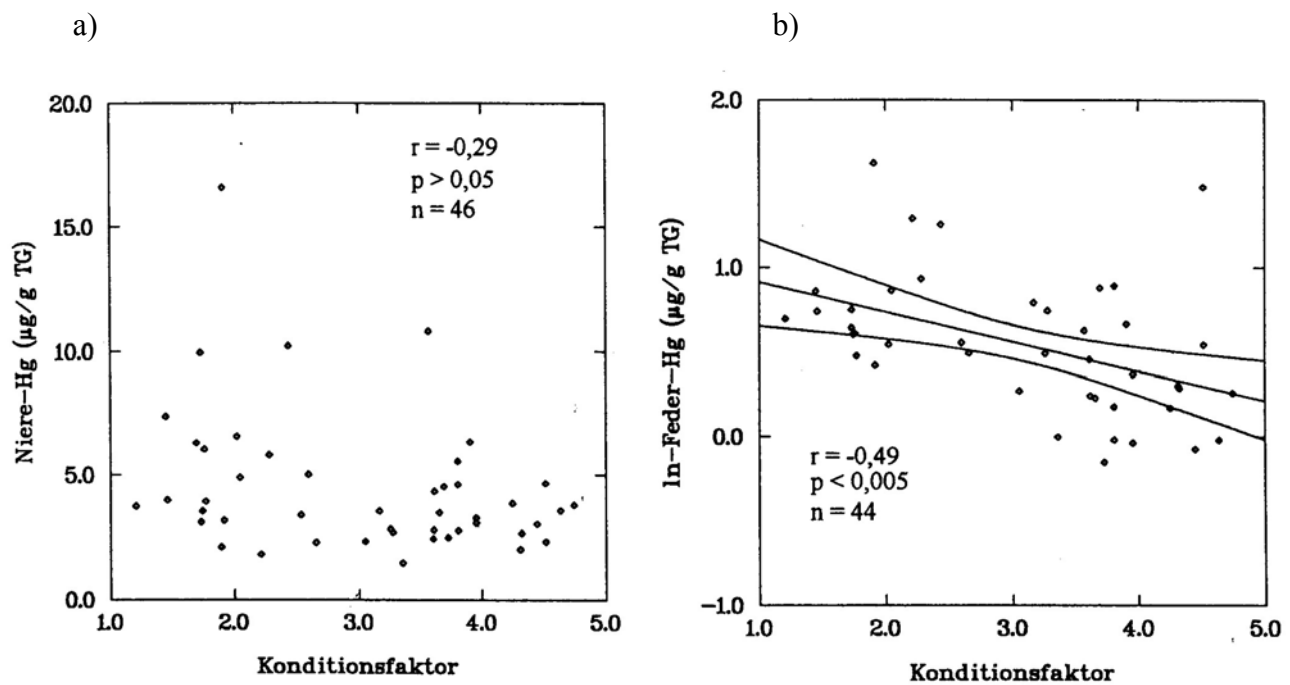 a)
20.0
15.0
10.0
5.0
0.0
Niere-Hg (µg/g TG)
r = -0,29
p > 0,05
n = 46
1.0 2.0 3.0 4.0 5.0
Konditionsfaktor
b)
2.0
1.0
0.0
-1.0
ln-Feder-Hg (µg/g TG)
r = -0,49
p < 0,005
n = 44
1.0 2.0 3.0 4.0 5.0
Konditionsfaktor